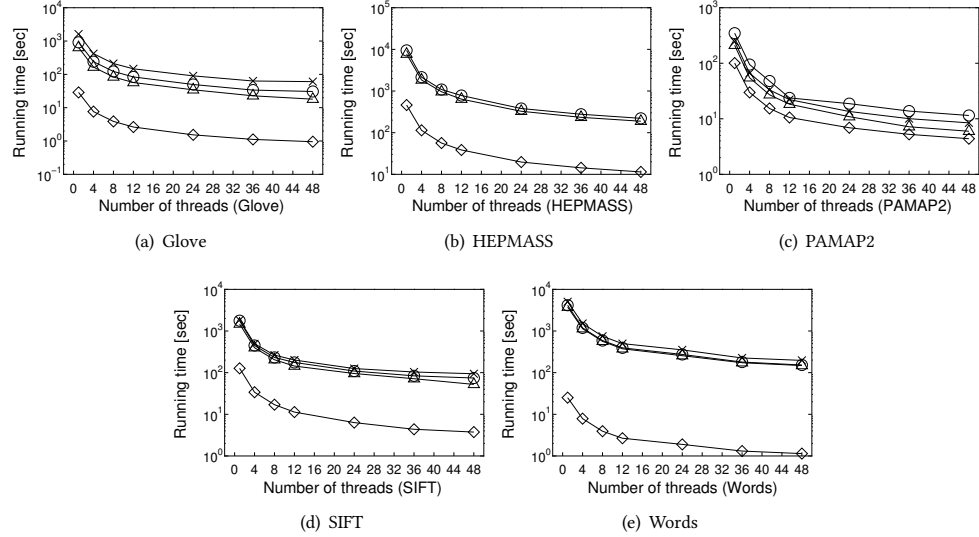 10^4
10^3
10^2
10^1
10^0
10^-1
Running time [sec]
0 4 8 12 16 20 24 28 32 36 40 44 48
Number of threads (Glove)
(a) Glove
10^5
10^4
10^3
10^2
10^1
Running time [sec]
0 4 8 12 16 20 24 28 32 36 40 44 48
Number of threads (HEPMASS)
(b) HEPMASS
10^3
10^2
10^1
10^0
Running time [sec]
0 4 8 12 16 20 24 28 32 36 40 44 48
Number of threads (PAMAP2)
(c) PAMAP2
10^4
10^3
10^2
10^1
10^0
Running time [sec]
0 4 8 12 16 20 24 28 32 36 40 44 48
Number of threads (SIFT)
(d) SIFT
10^4
10^3
10^2
10^1
10^0
Running time [sec]
0 4 8 12 16 20 24 28 32 36 40 44 48
Number of threads (Words)
(e) Words